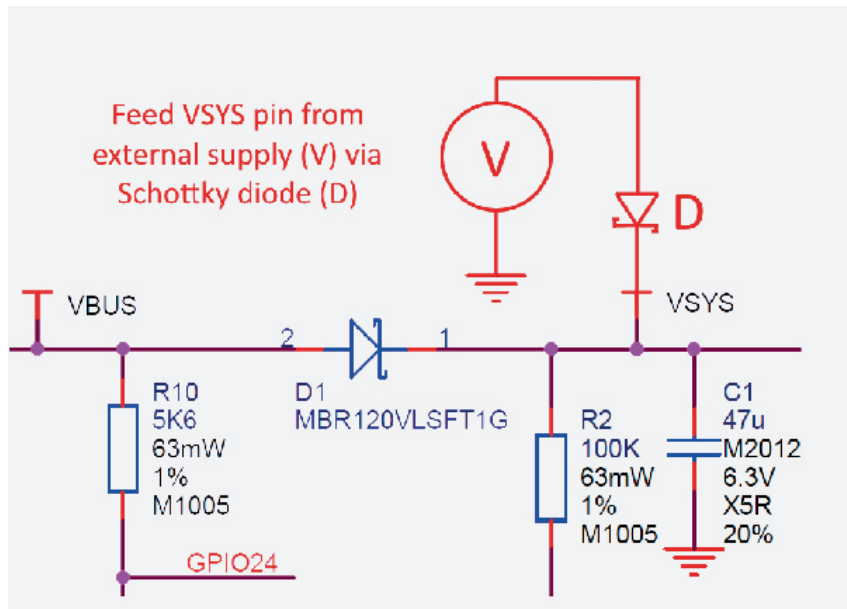 Feed VSYS pin from
external supply (V) via
Schottky diode (D)
V
D
VBUS
VSYS
2
1
R10
5K6
63mW
1%
M1005
D1
MBR120VLSFT1G
R2
100K
63mW
1%
M1005
C1
47u
M2012
6.3V
X5R
20%
GPIO24